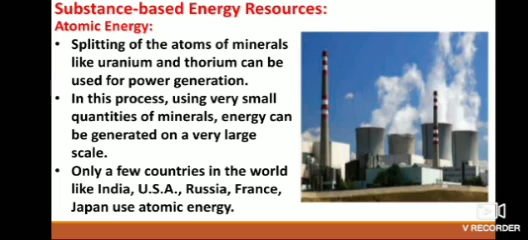 Substance-based Energy Resources:
Atomic Energy:
• Splitting of the atoms of minerals
like uranium and thorium can be
used for power generation.
• In this process, using very small
quantities of minerals, energy can
be generated on a very large
scale.
• Only a few countries in the world
like India, U.S.A., Russia, France,
Japan use atomic energy.
V RECORDER